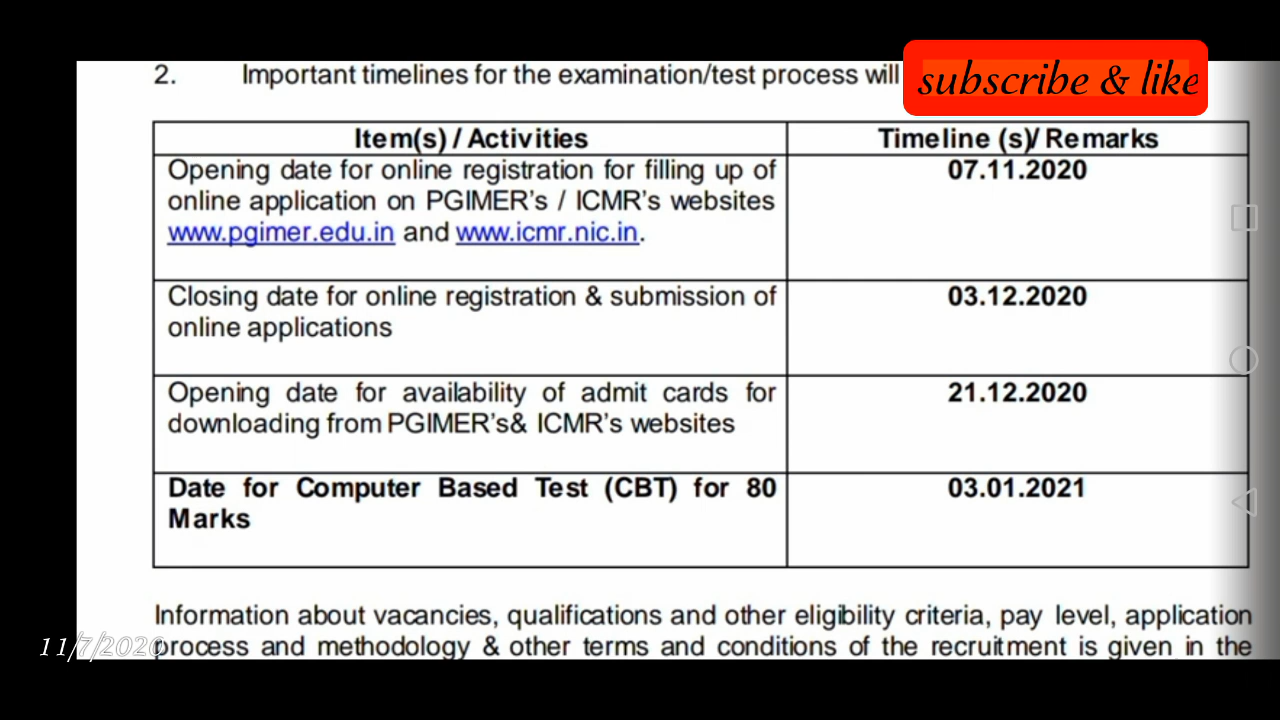 2. Important timelines for the examination/test process will
subscribe & like
Item(s) / Activities Timeline (s)/ Remarks
Opening date for online registration for filling up of 07.11.2020
online application on PGIMER's / ICMR's websites
www.pgimer.edu.in and www.icmr.nic.in.
Closing date for online registration & submission of 03.12.2020
online applications
Opening date for availability of admit cards for 21.12.2020
downloading from PGIMER's& ICMR's websites
Date for Computer Based Test (CBT) for 80 03.01.2021
Marks
Information about vacancies, qualifications and other eligibility criteria, pay level, application
process and methodology & other terms and conditions of the recruitment is given in the
11/7/2020